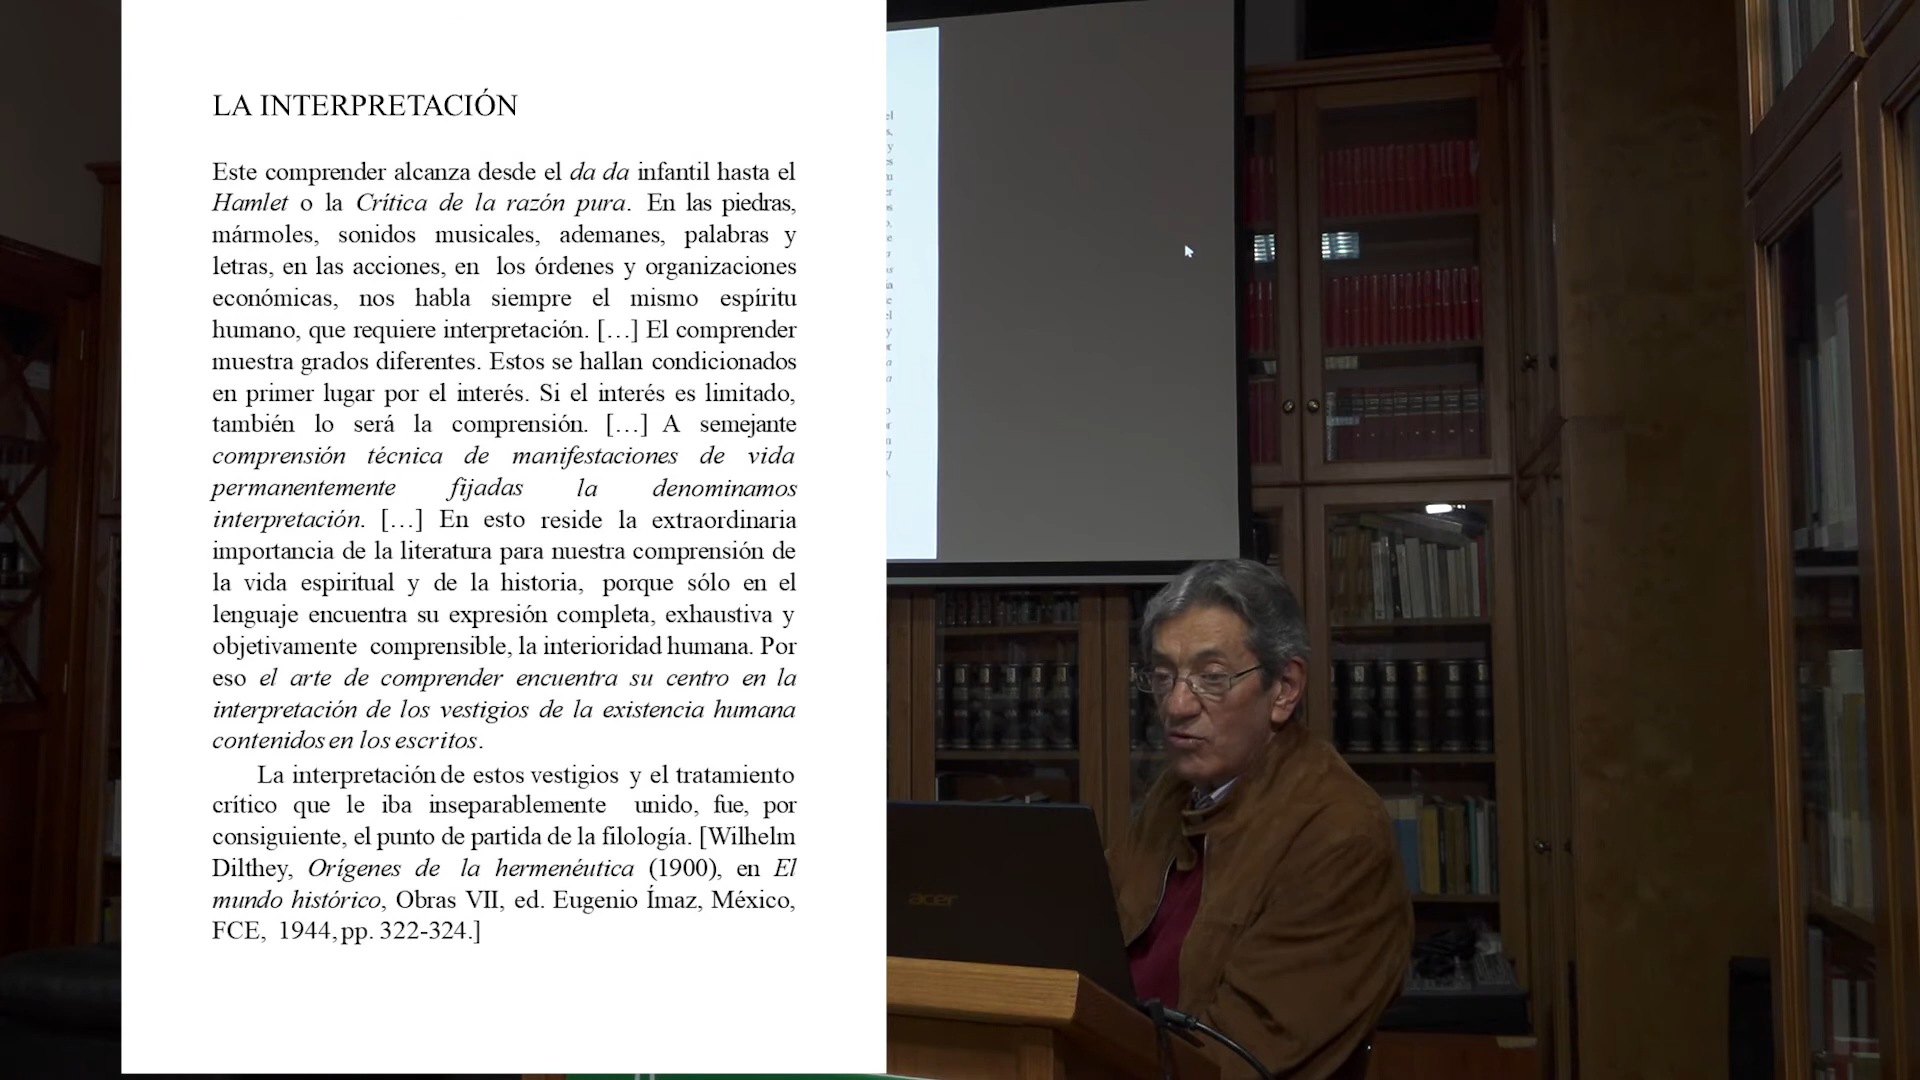 LA INTERPRETACIÓN
Este comprender alcanza desde el da da infantil hasta el
Hamlet o la Crítica de la razón pura. En las piedras,
mármoles, sonidos musicales, ademanes, palabras y
letras, en las acciones, en los órdenes y organizaciones
económicas, nos habla siempre el mismo espíritu
humano, que requiere interpretación. […] El comprender
muestra grados diferentes. Estos se hallan condicionados
en primer lugar por el interés. Si el interés es limitado,
también lo será la comprensión. […] A semejante
comprensión técnica de manifestaciones de vida
permanentemente fijadas la denominamos
interpretación. […] En esto reside la extraordinaria
importancia de la literatura para nuestra comprensión de
la vida espiritual y de la historia, porque sólo en el
lenguaje encuentra su expresión completa, exhaustiva y
objetivamente comprensible, la interioridad humana. Por
eso el arte de comprender encuentra su centro en la
interpretación de los vestigios de la existencia humana
contenidos en los escritos.
La interpretación de estos vestigios y el tratamiento
crítico que le iba inseparablemente unido, fue, por
consiguiente, el punto de partida de la filología. [Wilhelm
Dilthey, Orígenes de la hermenéutica (1900), en El
mundo histórico, Obras VII, ed. Eugenio Ímaz, México,
FCE, 1944, pp. 322-324.]
acer